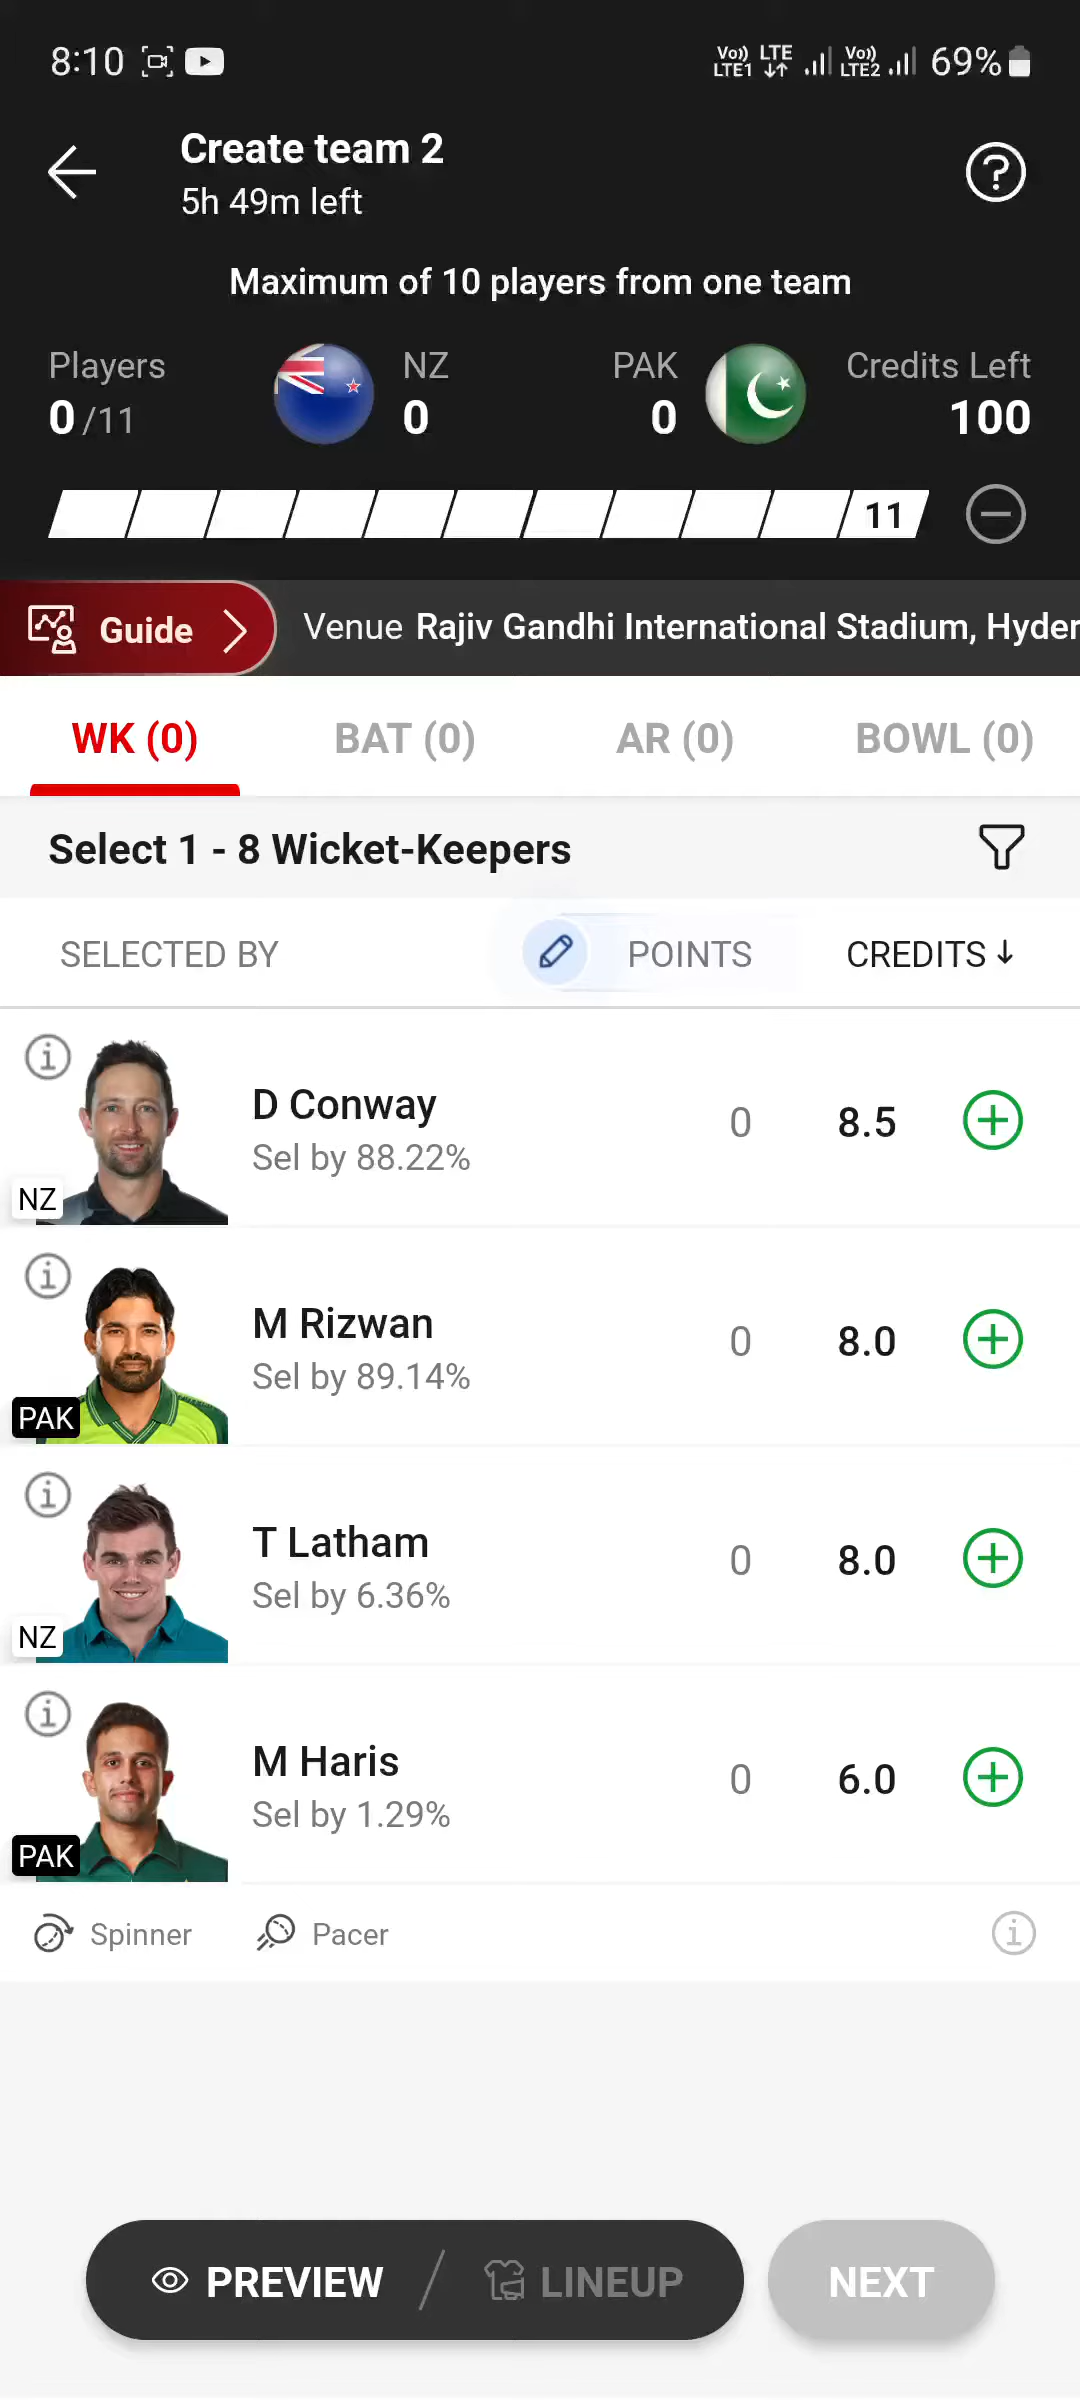 8:10 Vo)) LTE1 LTE Vo)) LTE2 69%
Create team 2
5h 49m left
?
Maximum of 10 players from one team
Players NZ PAK Credits Left
0/11 0 0 100
11
Guide Venue Rajiv Gandhi International Stadium, Hyder
WK (0) BAT (0) AR (0) BOWL (0)
Select 1 - 8 Wicket-Keepers
SELECTED BY POINTS CREDITS
D Conway
Sel by 88.22%
0 8.5
NZ
M Rizwan
Sel by 89.14%
0 8.0
PAK
T Latham
Sel by 6.36%
0 8.0
NZ
M Haris
Sel by 1.29%
0 6.0
PAK
Spinner Pacer
PREVIEW / LINEUP NEXT